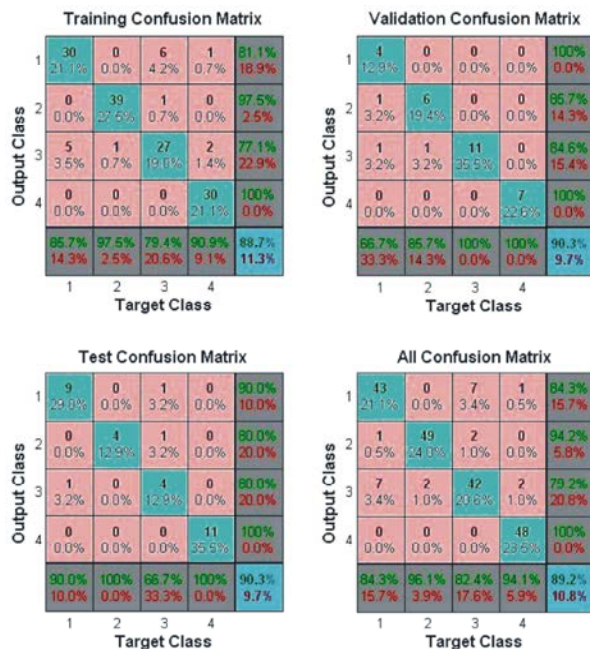 Training Confusion Matrix
Output Class
1
30 0 6 1 81.1%
21.1% 0.0% 4.2% 0.7% 18.9%
2
0 39 1 0 97.5%
0.0% 27.5% 0.7% 0.0% 2.5%
3
5 1 27 2 77.1%
3.5% 0.7% 19.0% 1.4% 22.9%
4
0 0 0 30 100%
0.0% 0.0% 0.0% 21.1% 0.0%
85.7% 97.5% 79.4% 90.9% 88.7%
14.3% 2.5% 20.6% 9.1% 11.3%
1 2 3 4
Target Class
Validation Confusion Matrix
Output Class
1
4 0 0 0 100%
12.9% 0.0% 0.0% 0.0% 0.0%
2
1 6 0 0 85.7%
3.2% 19.4% 0.0% 0.0% 14.3%
3
1 1 11 0 84.6%
3.2% 3.2% 35.5% 0.0% 15.4%
4
0 0 0 7 100%
0.0% 0.0% 0.0% 22.6% 0.0%
66.7% 85.7% 100% 100% 90.3%
33.3% 14.3% 0.0% 0.0% 9.7%
1 2 3 4
Target Class
Test Confusion Matrix
Output Class
1
9 0 1 0 90.0%
29.0% 0.0% 3.2% 0.0% 10.0%
2
0 4 1 0 80.0%
0.0% 12.9% 3.2% 0.0% 20.0%
3
1 0 4 0 80.0%
3.2% 0.0% 12.9% 0.0% 20.0%
4
0 0 0 11 100%
0.0% 0.0% 0.0% 35.5% 0.0%
90.0% 100% 66.7% 100% 90.3%
10.0% 0.0% 33.3% 0.0% 9.7%
1 2 3 4
Target Class
All Confusion Matrix
Output Class
1
43 0 7 1 84.3%
21.1% 0.0% 3.4% 0.5% 15.7%
2
1 49 2 0 94.2%
0.5% 24.0% 1.0% 0.0% 5.8%
3
7 2 42 2 79.2%
3.4% 1.0% 20.6% 1.0% 20.8%
4
0 0 0 48 100%
0.0% 0.0% 0.0% 23.5% 0.0%
84.3% 96.1% 82.4% 94.1% 89.2%
15.7% 3.9% 17.6% 5.9% 10.8%
1 2 3 4
Target Class